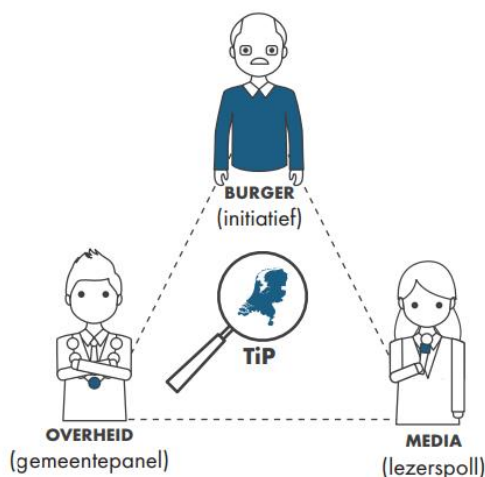 BURGER
(initiatief)
TiP
OVERHEID
(gemeentepanel)
MEDIA
(lezerspoll)